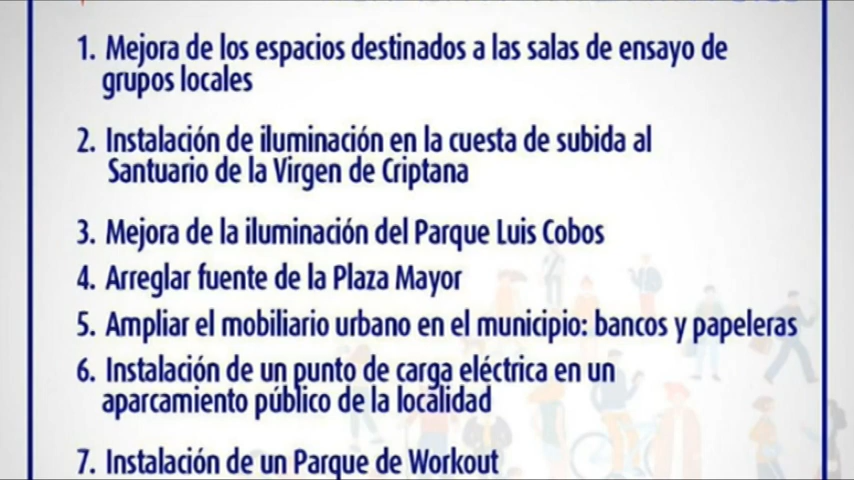 1. Mejora de los espacios destinados a las salas de ensayo de
grupos locales
2. Instalación de iluminación en la cuesta de subida al
Santuario de la Virgen de Criptana
3. Mejora de la iluminación del Parque Luis Cobos
4. Arreglar fuente de la Plaza Mayor
5. Ampliar el mobiliario urbano en el municipio: bancos y papeleras
6. Instalación de un punto de carga eléctrica en un
aparcamiento público de la localidad
7. Instalación de un Parque de Workout